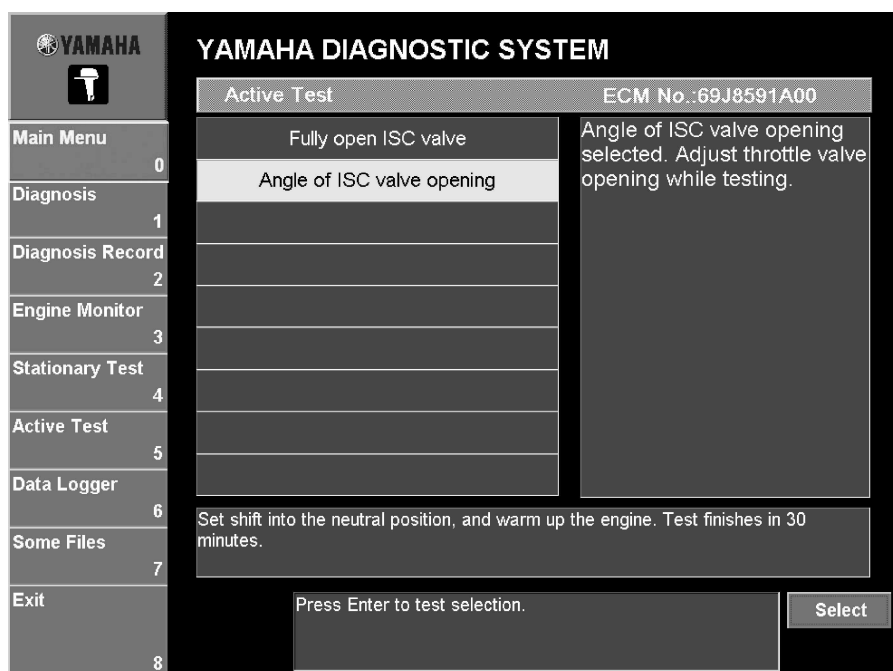 YAMAHA
YAMAHA DIAGNOSTIC SYSTEM
Active Test
ECM No.:69J8591A00
Main Menu
0
Diagnosis
1
Diagnosis Record
2
Engine Monitor
3
Stationary Test
4
Active Test
5
Data Logger
6
Some Files
7
Exit
8
Fully open ISC valve
Angle of ISC valve opening
Angle of ISC valve opening
selected. Adjust throttle valve
opening while testing.
Set shift into the neutral position, and warm up the engine. Test finishes in 30
minutes.
Press Enter to test selection.
Select